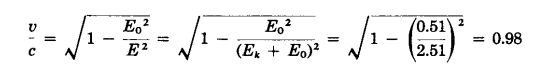 v/c = √(1 - E₀²/E²) = √(1 - E₀²/(Eₖ + E₀)²) = √(1 - (0.51/2.51)²) = 0.98